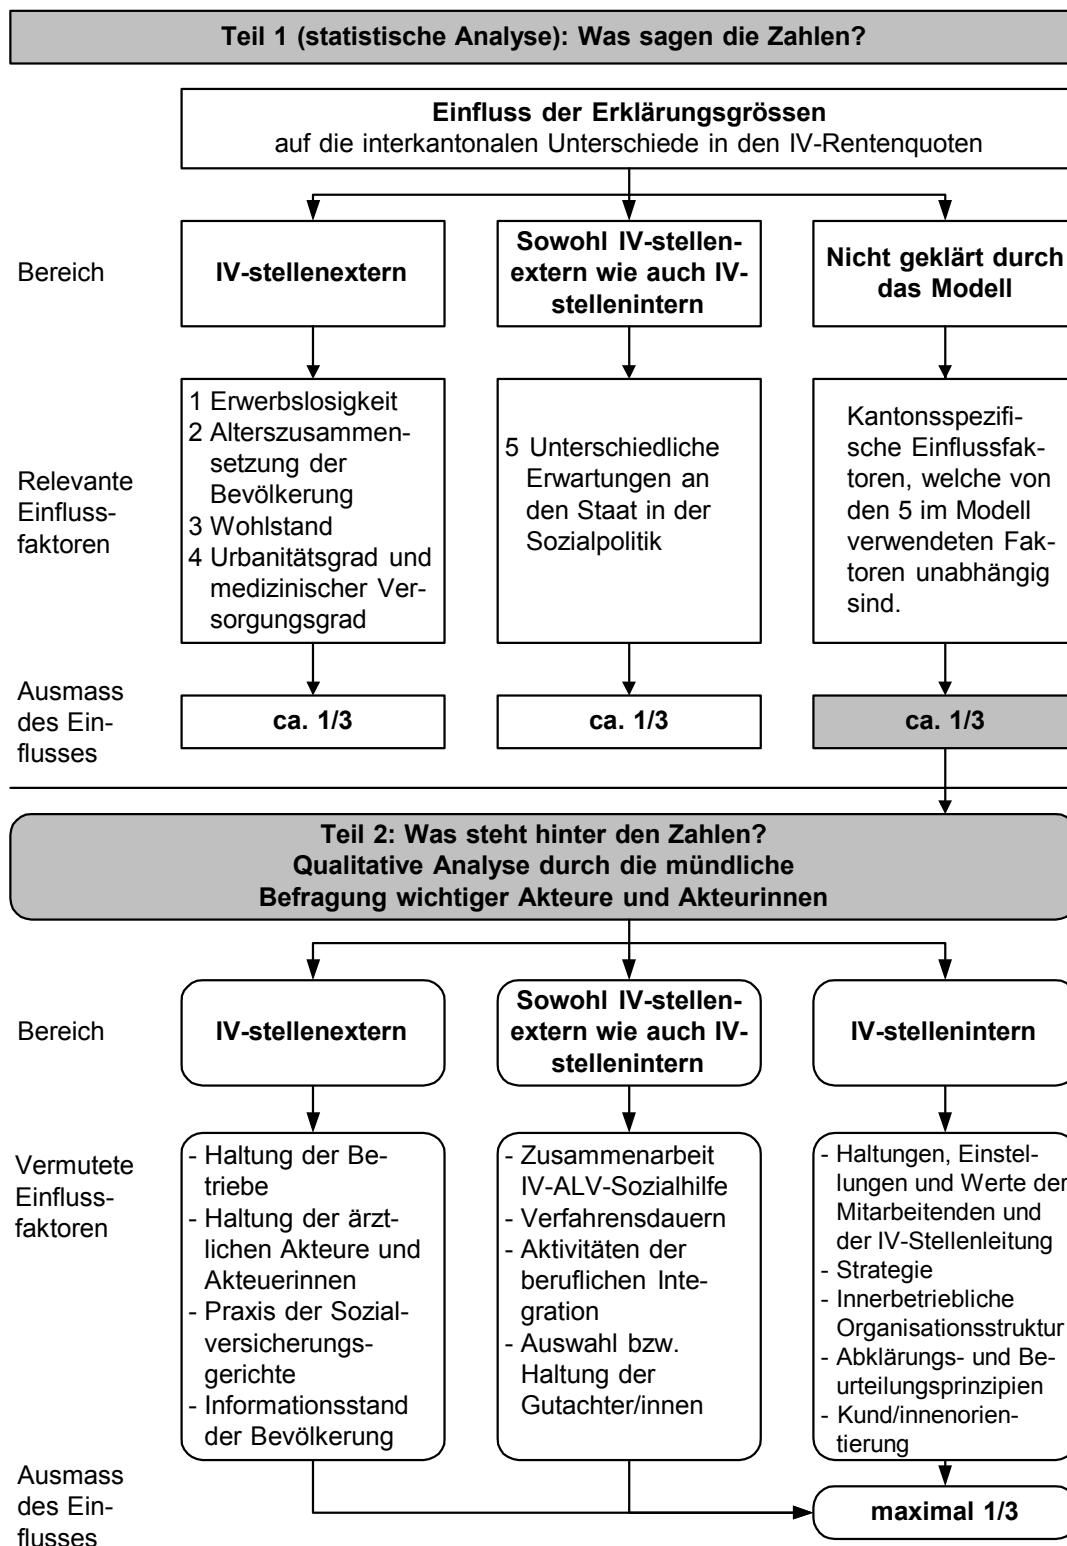 Teil 1 (statistische Analyse): Was sagen die Zahlen?
Einfluss der Erklärungsgrössen
auf die interkantonalen Unterschiede in den IV-Rentenquoten
Bereich
IV-stellenextern
Sowohl IV-stellen-
extern wie auch IV-
stellenintern
Nicht geklärt durch
das Modell
Relevante
Einfluss-
faktoren
1 Erwerbslosigkeit
2 Alterszusammen-
setzung der
Bevölkerung
3 Wohlstand
4 Urbanitätsgrad und
medizinischer Ver-
sorgungsgrad
5 Unterschiedliche
Erwartungen an
den Staat in der
Sozialpolitik
Kantonsspezifi-
sche Einflussfak-
toren, welche von
den 5 im Modell
verwendeten Fak-
toren unabhängig
sind.
Ausmass
des Ein-
flusses
ca. 1/3
ca. 1/3
ca. 1/3
Teil 2: Was steht hinter den Zahlen?
Qualitative Analyse durch die mündliche
Befragung wichtiger Akteure und Akteurinnen
Bereich
IV-stellenextern
Sowohl IV-stellen-
extern wie auch IV-
stellenintern
IV-stellenintern
Vermutete
Einfluss-
faktoren
- Haltung der Be-
triebe
- Haltung der ärzt-
lichen Akteure und
Akteuerinnen
- Praxis der Sozial-
versicherungs-
gerichte
- Informationsstand
der Bevölkerung
- Zusammenarbeit
IV-ALV-Sozialhilfe
- Verfahrensdauern
- Aktivitäten der
beruflichen Inte-
gration
- Auswahl bzw.
Haltung der
Gutachter/innen
- Haltungen, Einstel-
lungen und Werte der
Mitarbeitenden und
der IV-Stellenleitung
- Strategie
- Innerbetriebliche
Organisationsstruktur
- Abklärungs- und Be-
urteilungsprinzipien
- Kund/innenorien-
tierung
Ausmass
des Ein-
flusses
maximal 1/3